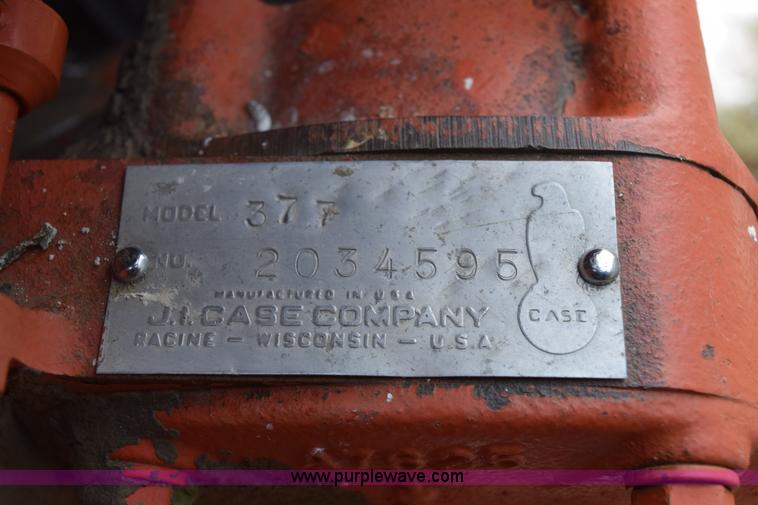 MODEL 377
NO. 2034595
MANUFACTURED IN U.S.A.
J.I. CASE COMPANY
RACINE - WISCONSIN - U.S.A.
CASE
www.purplewave.com